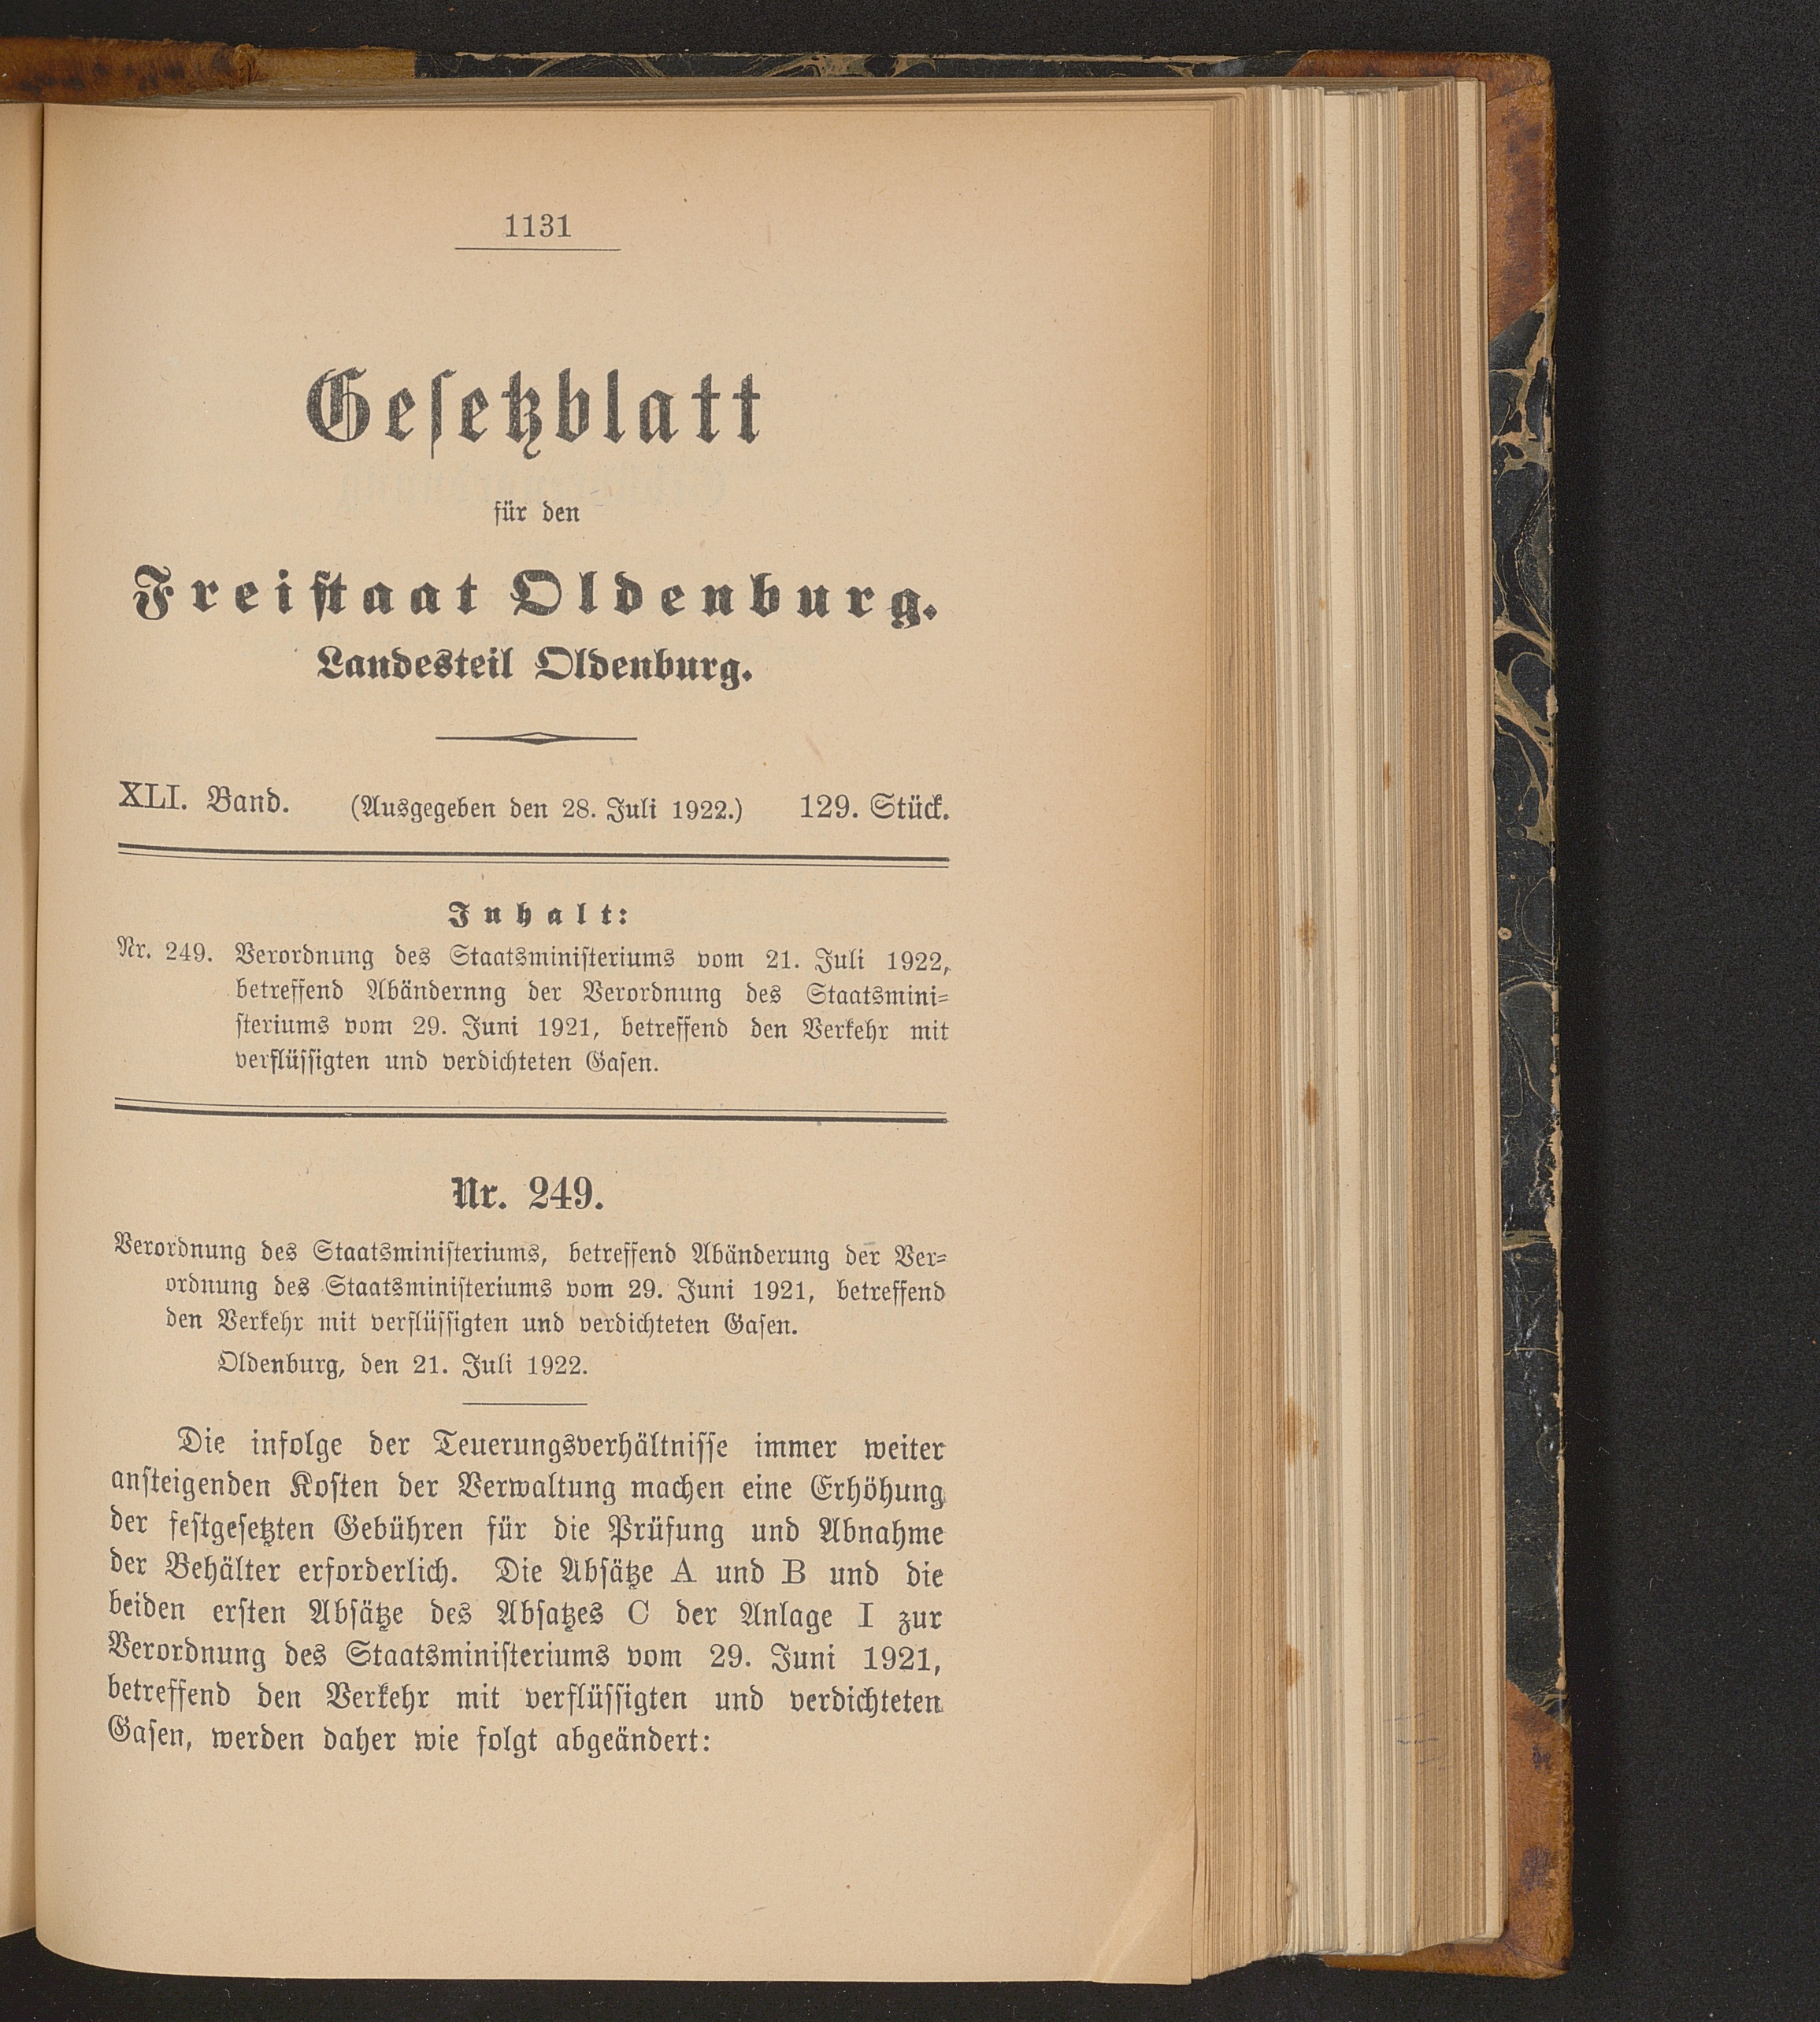 1131
Gesetzblatt
für den
Freistaat Oldenburg.
Landesteil Oldenburg.
XLI. Band. (Ausgegeben den 28. Juli 1922.) 129. Stück.
Inhalt:
Nr. 249. Verordnung des Staatsministeriums vom 21. Juli 1922,
betreffend Abändernng der Verordnung des Staatsmini-
steriums vom 29. Juni 1921, betreffend den Verkehr mit
verflüssigten und verdichteten Gasen.
Nr. 249.
Verordnung des Staatsministeriums, betreffend Abänderung der Ver-
ordnung des Staatsministeriums vom 29. Juni 1921, betreffend
den Verkehr mit verflüssigten und verdichteten Gasen.
Oldenburg, den 21. Juli 1922.
Die infolge der Teuerungsverhältnisse immer weiter
ansteigenden Kosten der Verwaltung machen eine Erhöhung
der festgesetzten Gebühren für die Prüfung und Abnahme
der Behälter erforderlich. Die Absätze A und B und die
beiden ersten Absätze des Absatzes C der Anlage I zur
Verordnung des Staatsministeriums vom 29. Juni 1921,
betreffend den Verkehr mit verflüssigten und verdichteten
Gasen, werden daher wie folgt abgeändert: